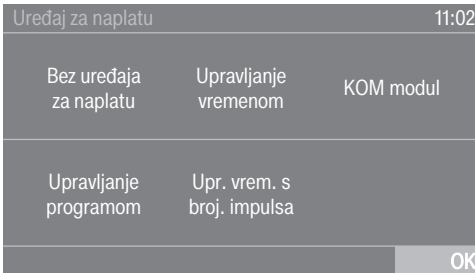 Uređaj za naplatu 11:02
Bez uređaja
za naplatu
Upravljanje
vremenom
KOM modul
Upravljanje
programom
Upr. vrem. s
broj. impulsa
OK